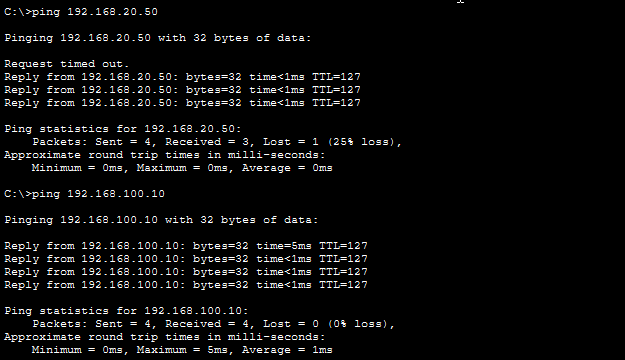 C:\>ping 192.168.20.50
Pinging 192.168.20.50 with 32 bytes of data:
Request timed out.
Reply from 192.168.20.50: bytes=32 time<1ms TTL=127
Reply from 192.168.20.50: bytes=32 time<1ms TTL=127
Reply from 192.168.20.50: bytes=32 time<1ms TTL=127
Ping statistics for 192.168.20.50:
    Packets: Sent = 4, Received = 3, Lost = 1 (25% loss),
Approximate round trip times in milli-seconds:
    Minimum = 0ms, Maximum = 0ms, Average = 0ms
C:\>ping 192.168.100.10
Pinging 192.168.100.10 with 32 bytes of data:
Reply from 192.168.100.10: bytes=32 time=5ms TTL=127
Reply from 192.168.100.10: bytes=32 time<1ms TTL=127
Reply from 192.168.100.10: bytes=32 time<1ms TTL=127
Reply from 192.168.100.10: bytes=32 time<1ms TTL=127
Ping statistics for 192.168.100.10:
    Packets: Sent = 4, Received = 4, Lost = 0 (0% loss),
Approximate round trip times in milli-seconds:
    Minimum = 0ms, Maximum = 5ms, Average = 1ms